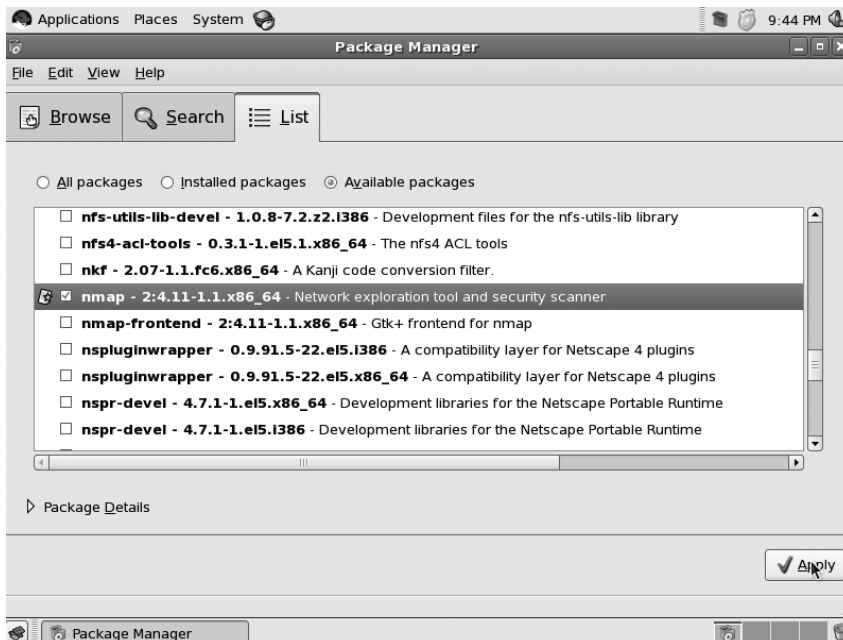 Applications Places System 9:44 PM
Package Manager
File Edit View Help
Browse Search List
All packages Installed packages Available packages
nfs-utils-lib-devel - 1.0.8-7.2.z2.i386 - Development files for the nfs-utils-lib library
nfs4-acl-tools - 0.3.1-1.el5.1.x86_64 - The nfs4 ACL tools
nkf - 2.07-1.1.fc6.x86_64 - A Kanji code conversion filter.
nmap - 2:4.11-1.1.x86_64 - Network exploration tool and security scanner
nmap-frontend - 2:4.11-1.1.x86_64 - Gtk+ frontend for nmap
nspluginwrapper - 0.9.91.5-22.el5.i386 - A compatibility layer for Netscape 4 plugins
nspluginwrapper - 0.9.91.5-22.el5.x86_64 - A compatibility layer for Netscape 4 plugins
nspr-devel - 4.7.1-1.el5.x86_64 - Development libraries for the Netscape Portable Runtime
nspr-devel - 4.7.1-1.el5.i386 - Development libraries for the Netscape Portable Runtime
Package Details
Apply
Package Manager